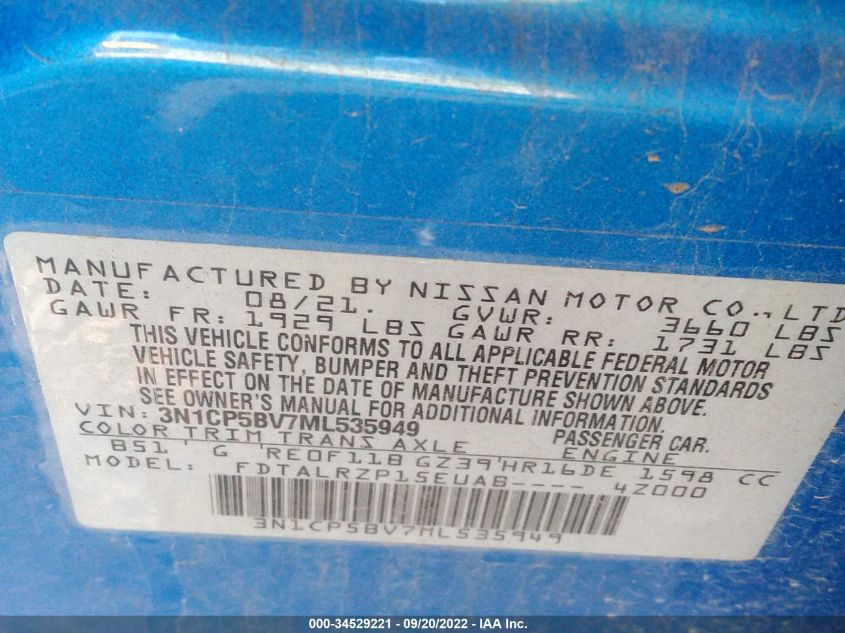 MANUFACTURED BY NISSAN MOTOR CO., LTD
DATE: 08/21. GVWR: 3660 LBS
GAWR FR: 1929 LBS GAWR RR: 1731 LBS
THIS VEHICLE CONFORMS TO ALL APPLICABLE FEDERAL MOTOR
VEHICLE SAFETY, BUMPER AND THEFT PREVENTION STANDARDS
IN EFFECT ON THE DATE OF MANUFACTURE SHOWN ABOVE.
SEE OWNER'S MANUAL FOR ADDITIONAL INFORMATION.
VIN: 3N1CP5BV7ML535949 PASSENGER CAR.
COLOR TRIM TRANS AXLE ENGINE
B51' G 'RE0F11B GZ39'HR16DE 1598 CC
MODEL: FDTALRZP15EUAB---- 4Z000
3N1CP5BV7ML535949
000-34529221 - 09/20/2022 - IAA Inc.